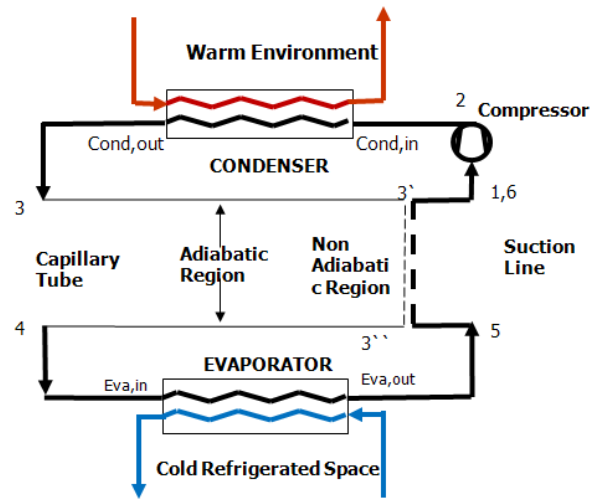 Warm Environment
2
Compressor
Cond,out
Cond,in
CONDENSER
3
3`
1,6
Capillary
Tube
Adiabatic
Region
Non
Adiabati
c Region
Suction
Line
4
3``
5
EVAPORATOR
Eva,in
Eva,out
Cold Refrigerated Space